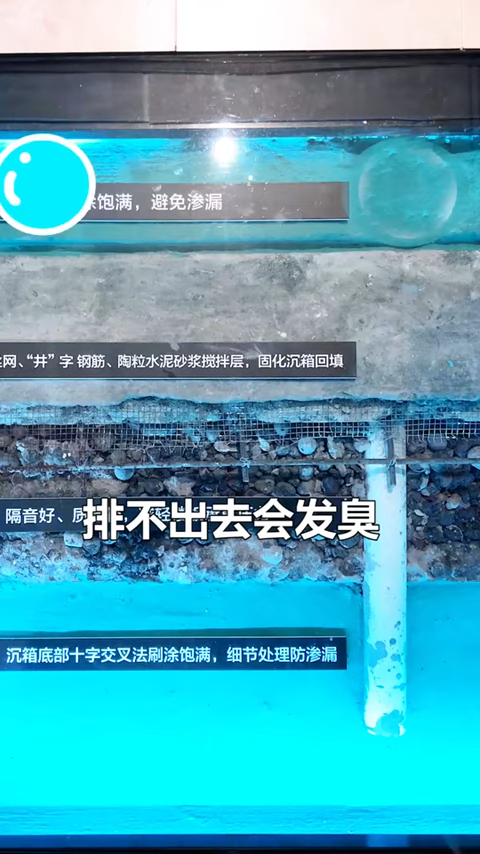 涂饱满，避免渗漏
网、“井”字 钢筋、陶粒水泥砂浆搅拌层，固化沉箱回填
隔音好、质
排不出去会发臭
沉箱底部十字交叉法刷涂饱满，细节处理防渗漏